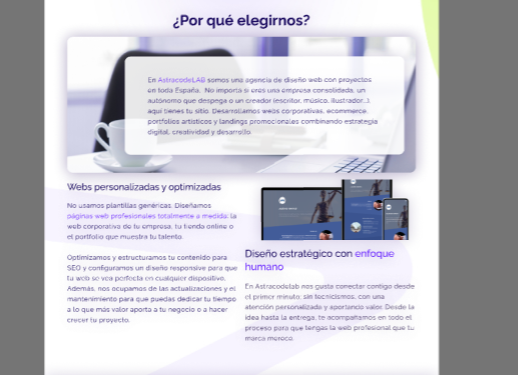 ¿Por qué elegirnos?
En AstracodeLAB somos una agencia de diseño web con proyectos
en toda España. No importa si eres una empresa consolidada, un
autónomo que despega o un creador (escritor, músico, ilustrador...),
aquí tienes tu sitio. Desarrollamos webs corporativas, ecommerce,
portfolios artísticos y landings promocionales combinando estrategia
digital, creatividad y desarrollo.
Webs personalizadas y optimizadas
No usamos plantillas genéricas. Diseñamos
páginas web profesionales totalmente a medida: la
web corporativa de tu empresa, tu tienda online o
el portfolio que muestra tu talento.
Optimizamos y estructuramos tu contenido para
SEO y configuramos un diseño responsive para que
tu web se vea perfecta en cualquier dispositivo.
Además, nos ocupamos de las actualizaciones y el
mantenimiento para que puedas dedicar tu tiempo
a lo que más valor aporta a tu negocio o a hacer
crecer tu proyecto.
Diseño estratégico con enfoque
humano
En Astracodelab nos gusta conectar contigo desde
el primer minuto, sin tecnicismos, con una
atención personalizada y aportando valor. Desde la
idea hasta la entrega, te acompañamos en todo el
proceso para que tengas la web profesional que tu
marca merece.